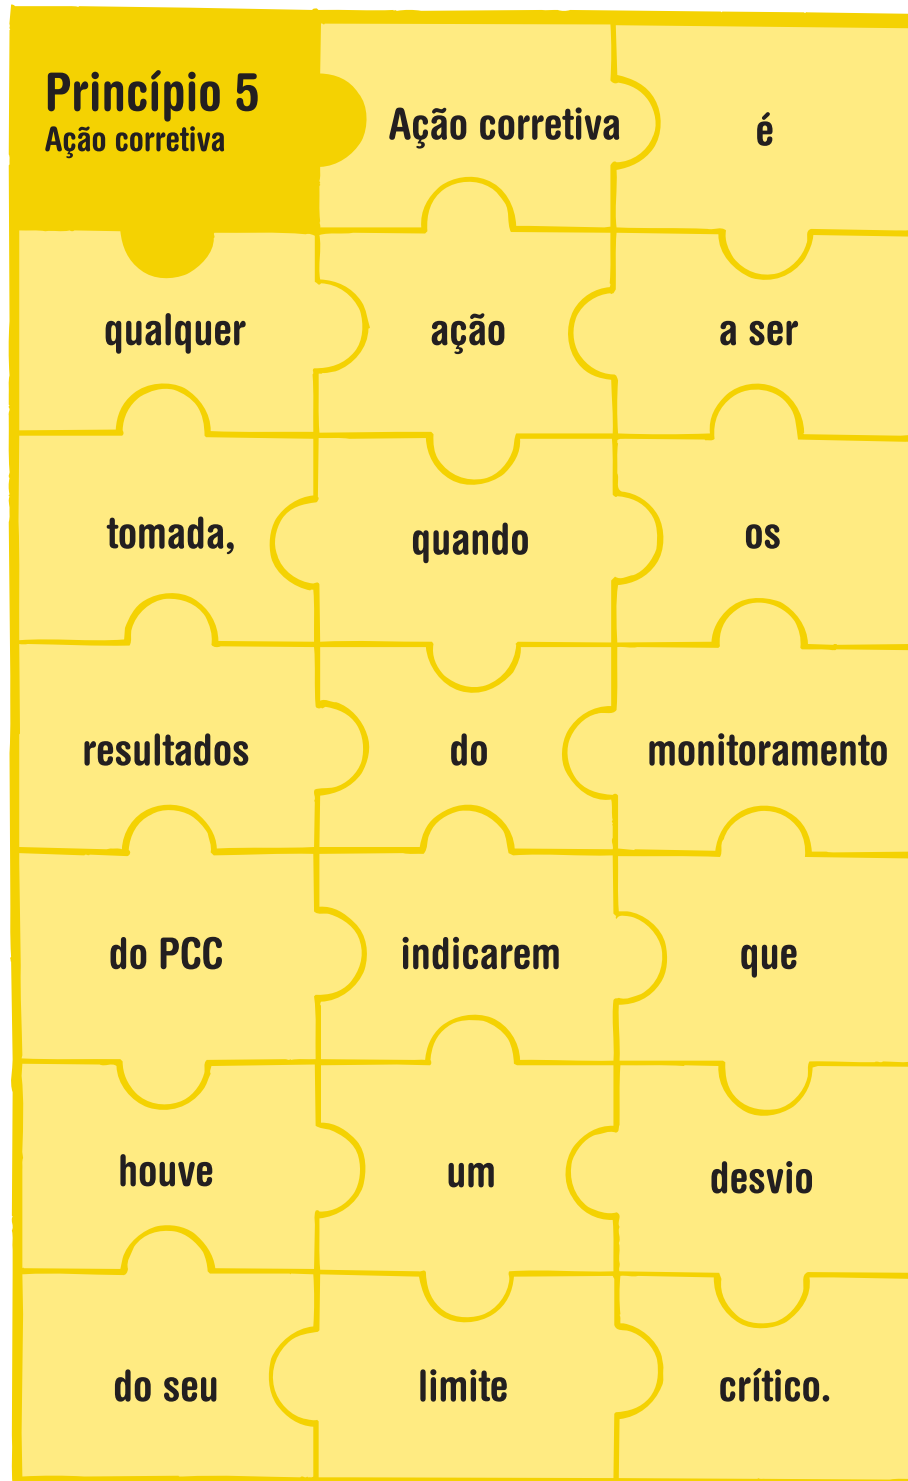 Princípio 5
Ação corretiva
Ação corretiva é
qualquer ação a ser
tomada, quando os
resultados do monitoramento
do PCC indicarem que
houve um desvio
do seu limite crítico.